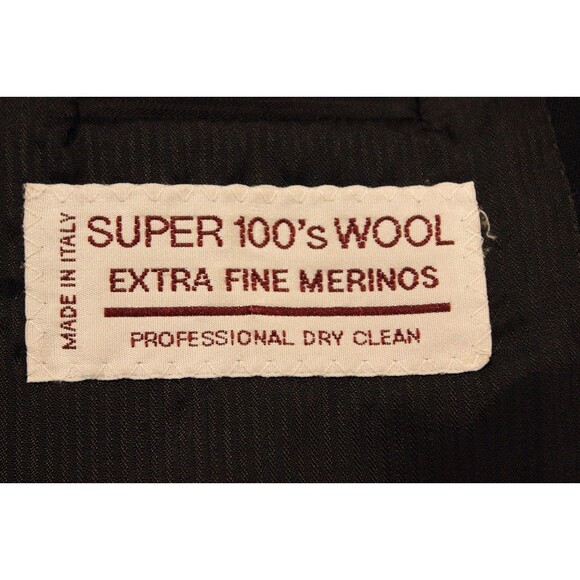 MADE IN ITALY
SUPER 100's WOOL
EXTRA FINE MERINOS
PROFESSIONAL DRY CLEAN